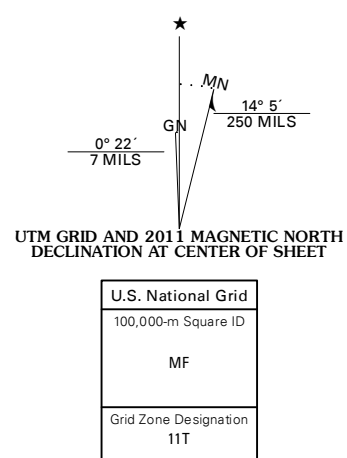 MN
GN
14° 5´
250 MILS
0° 22´
7 MILS
UTM GRID AND 2011 MAGNETIC NORTH
DECLINATION AT CENTER OF SHEET
U.S. National Grid
100,000-m Square ID
MF
Grid Zone Designation
11T